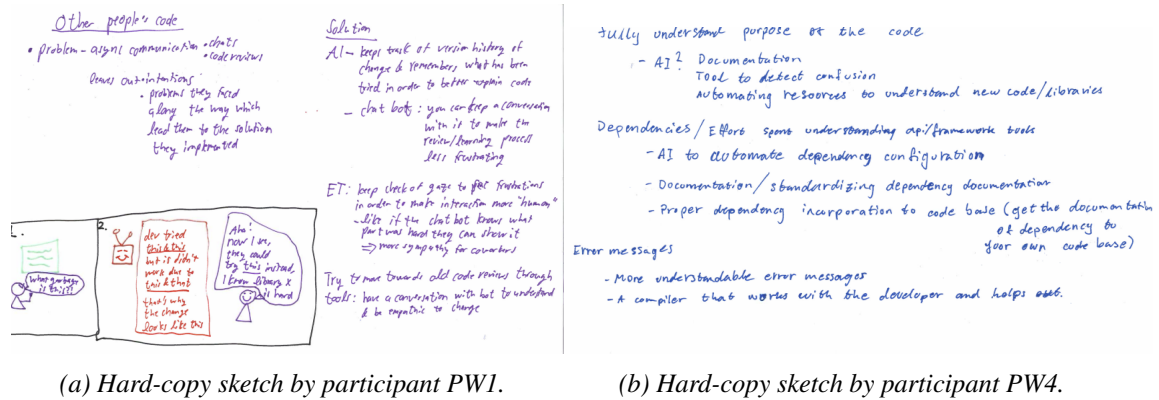 Other people's code
• problem - async communication • chats
• code reviews
leaves out intentions
• problems they faced
along the way which
lead them to the solution
they implemented
Solution
AI - keeps track of version history of
change & remembers, what has been
tried in order to better explain code
- chat bots: you can keep a conversation
with it to make the
review/learning process
less frustrating
ET: keep check of gaze to frustrations
in order to make interaction more "human"
- like if the chat bot knows what
part was hard they can show it
⇒ more sympathy for coworkers
Try to move towards old code reviews through
tools: have a conversation with bot to understand
& be empathic to change
1.
what garbage
is this??
2.
dev tried
this & this
but it didn't
work due to
this & that
that's why
the change
looks like this
Aha!
now I see,
they could
try this instead,
I know library x
is hard
Fully understand purpose of the code
- AI? Documentation
Tool to detect confusion
Automating resources to understand new code/libraries
Dependencies/Effort spent understanding api/framework tools
- AI to automate dependency configuration
- Documentation/standardizing dependency documentation
- Proper dependency incorporation to code base (get the documentation
of dependency to
your own code base)
Error messages
- More understandable error messages
- A compiler that works with the developer and helps out.
(a) Hard-copy sketch by participant PW1.
(b) Hard-copy sketch by participant PW4.